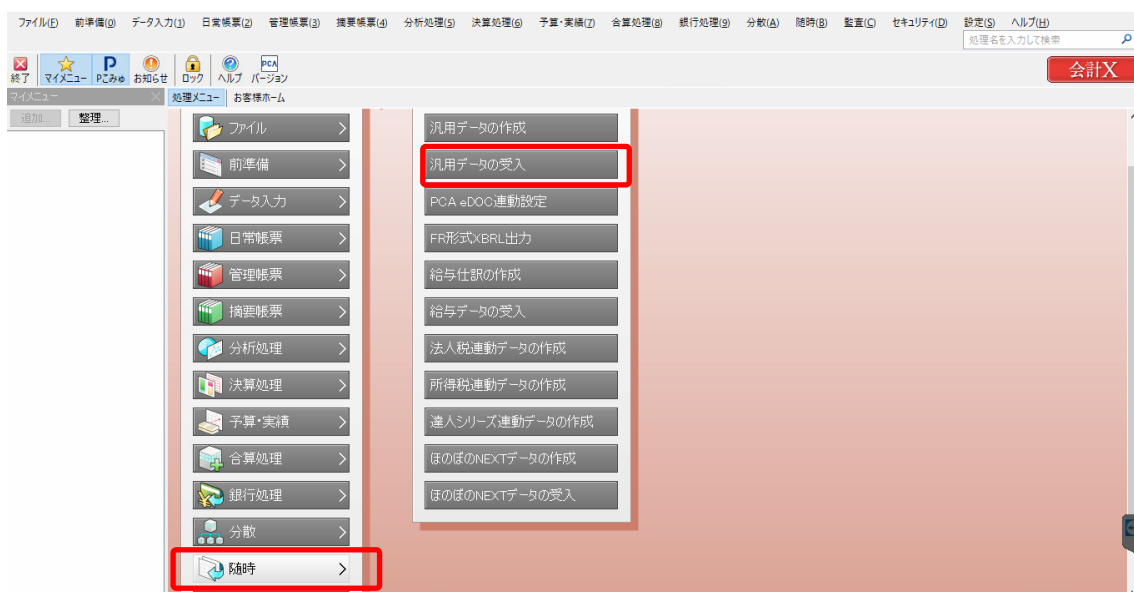 ファイル(F) 前準備(0) データ入力(1) 日常帳票(2) 管理帳票(3) 摘要帳票(4) 分析処理(5) 決算処理(6) 予算・実績(7) 合算処理(8) 銀行処理(9) 分散(A) 随時(B) 監査(C) セキュリティ(D) 設定(S) ヘルプ(H)
処理名を入力して検索
P PCA
終了 マイメニュー Pこみゅ お知らせ ロック ヘルプ バージョン
会計X
マイメニュー 処理メニュー お客様ホーム
追加... 整理...
ファイル
前準備
データ入力
日常帳票
管理帳票
摘要帳票
分析処理
決算処理
予算・実績
合算処理
銀行処理
分散
随時
汎用データの作成
汎用データの受入
PCA eDOC連動設定
FR形式XBRL出力
給与仕訳の作成
給与データの受入
法人税連動データの作成
所得税連動データの作成
達人シリーズ連動データの作成
ほのぼのNEXTデータの作成
ほのぼのNEXTデータの受入